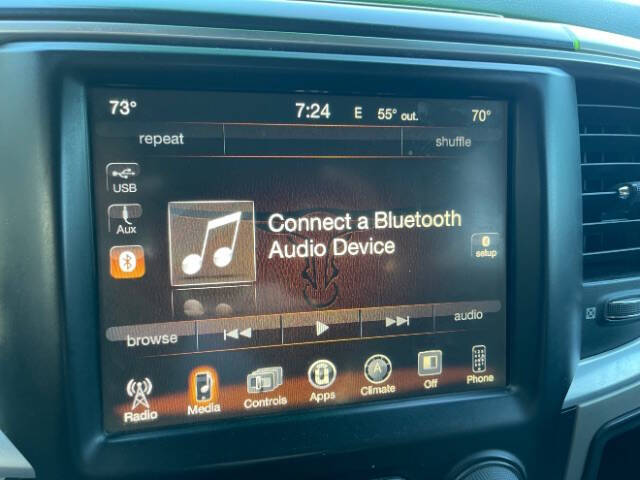 73° 7:24 E 55° out. 70°
repeat shuffle
USB
Aux
Connect a Bluetooth
Audio Device
setup
browse audio
Radio Media Controls Apps Climate Off Phone